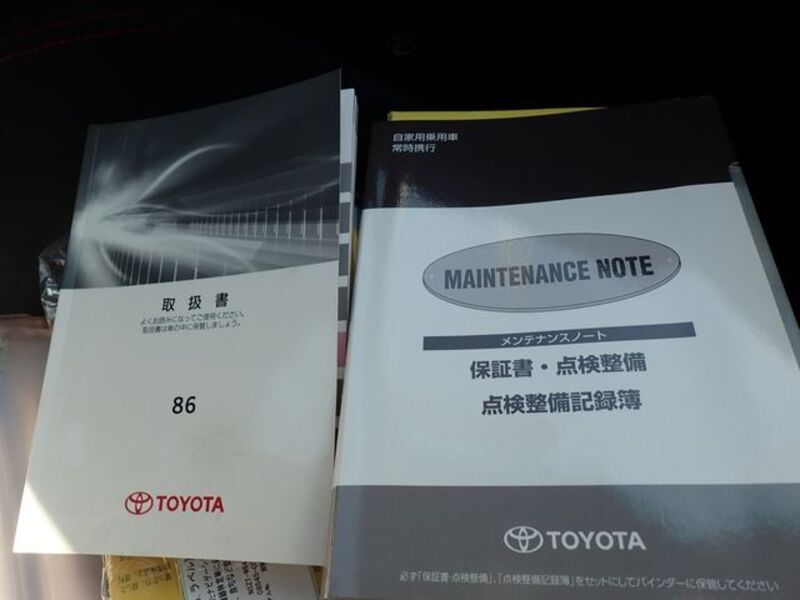 取扱書
よくお読みになってご使用ください。
取扱書は車の中に保管しましょう。
86
TOYOTA
自家用乗用車
常時携行
MAINTENANCE NOTE
メンテナンスノート
保証書・点検整備
点検整備記録簿
TOYOTA
必ず「保証書・点検整備」、「点検整備記録簿」をセットにしてバインダーに保管してください